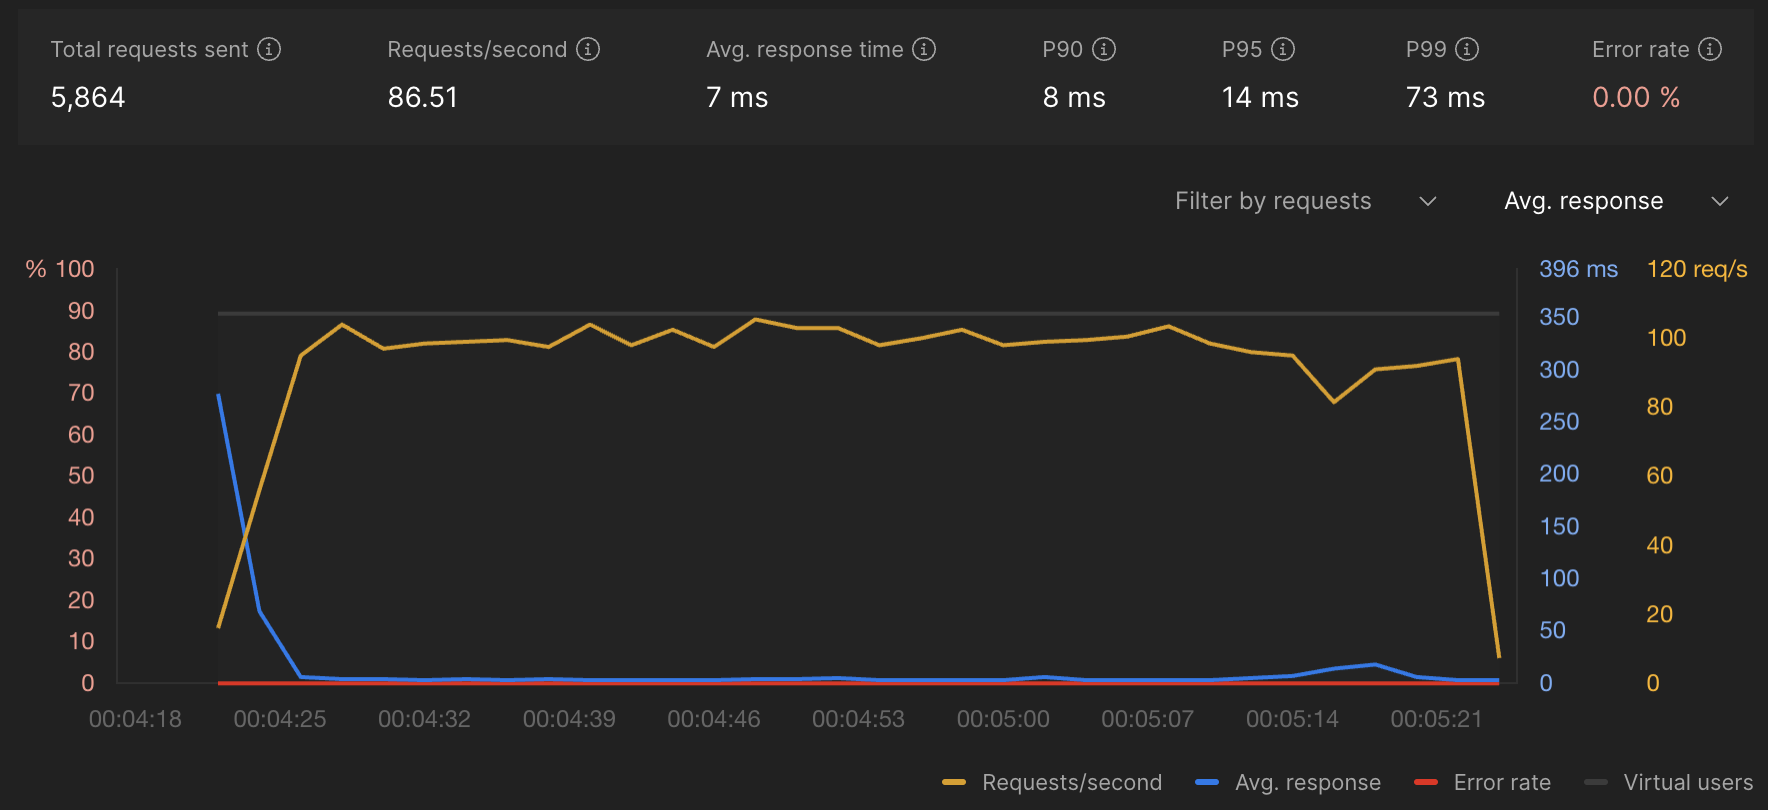 Total requests sent Requests/second Avg. response time P90 P95 P99 Error rate
5,864 86.51 7 ms 8 ms 14 ms 73 ms 0.00 %
Filter by requests Avg. response
% 100 396 ms 120 req/s
90 350
80 100
70 300
60 250 80
50 200 60
40 150 40
30 100
20 50 20
10
0 0 0
00:04:18 00:04:25 00:04:32 00:04:39 00:04:46 00:04:53 00:05:00 00:05:07 00:05:14 00:05:21
Requests/second Avg. response Error rate Virtual users